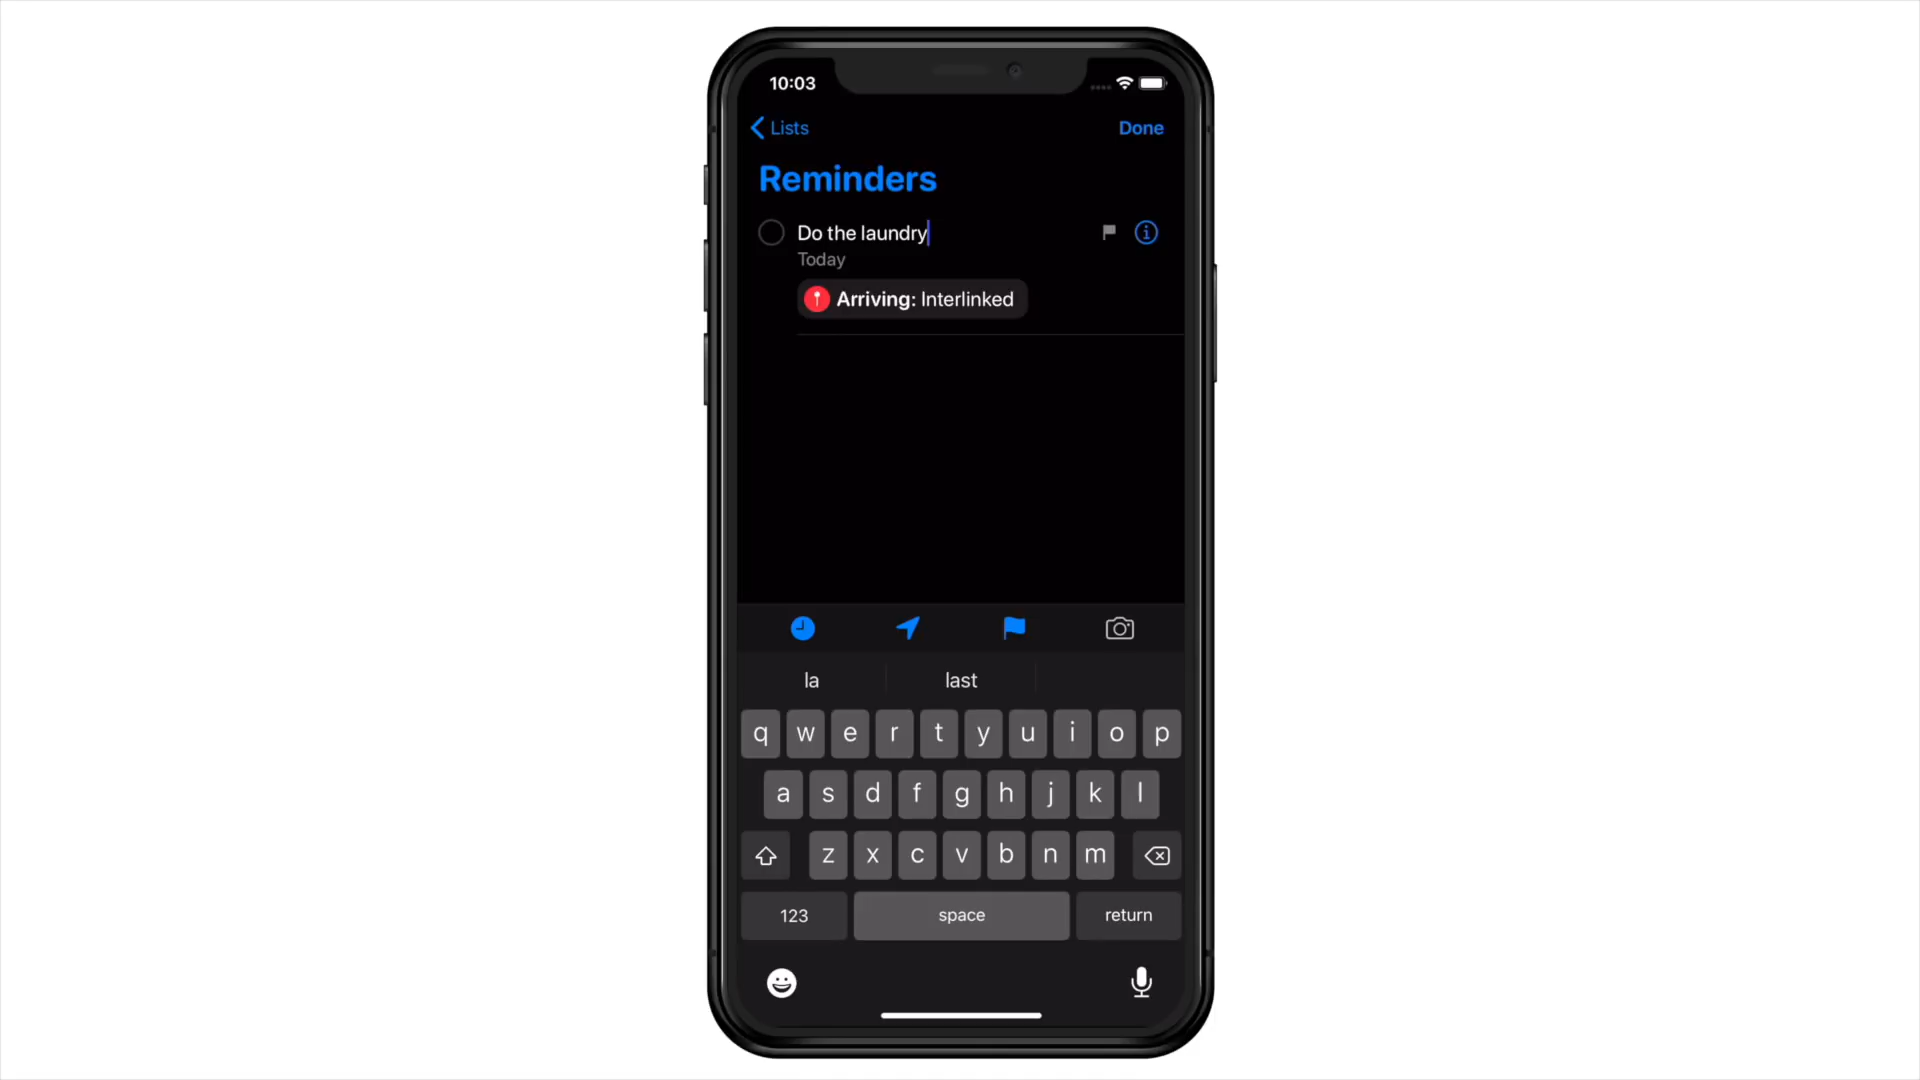 10:03
Lists
Done
Reminders
Do the laundry
Today
Arriving: Interlinked
la
last
q w e r t y u i o p
a s d f g h j k l
z x c v b n m
123
space
return